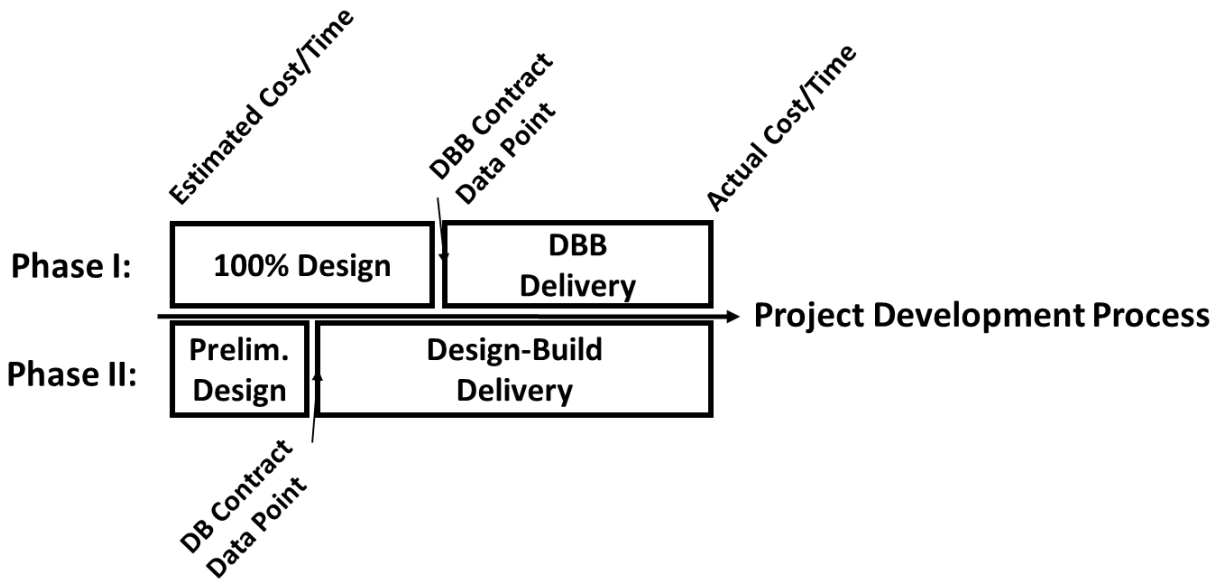 Estimated Cost/Time
DBB Contract
Data Point
Actual Cost/Time
Phase I:
100% Design
DBB
Delivery
Project Development Process
Phase II:
Prelim.
Design
Design-Build
Delivery
DB Contract
Data Point